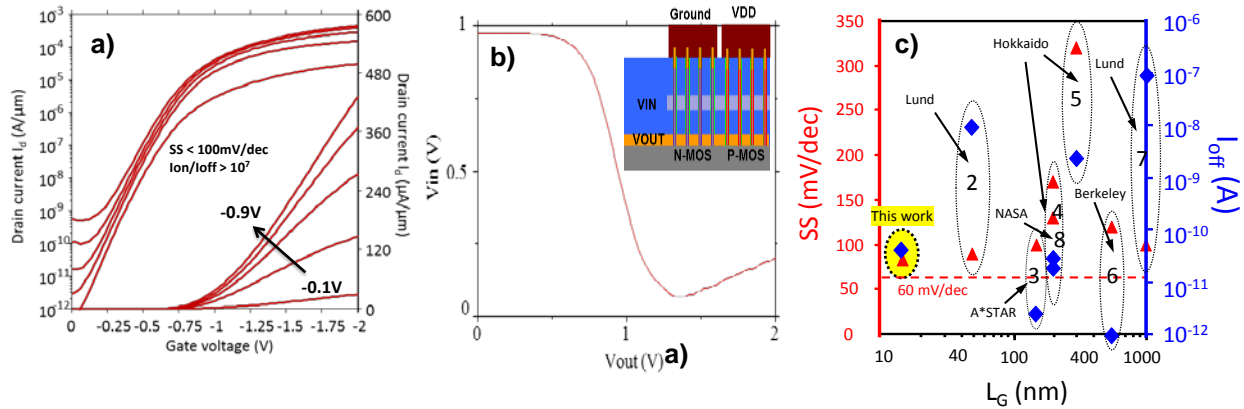 a)
Drain current I_d (A/μm)
10^-3
10^-4
10^-5
10^-6
10^-7
10^-8
10^9
10^-10
10^-11
10^-12
0
-0.25
-0.5
-0.75
-1
-1.25
-1.5
-1.75
-2
Gate voltage (V)
600
480
360
240
120
0
Drain current I_d (μA/μm)
SS < 100mV/dec
Ion/Ioff > 10^7
-0.9V
-0.1V
b)
Vin (V)
1
0.5
0
0
1
2
Vout (V)
a)
Ground
VDD
VIN
VOUT
N-MOS
P-MOS
c)
SS (mV/dec)
350
300
250
200
150
100
50
0
10
40
100
400
1000
L_G (nm)
10^-6
10^-7
10^-8
10^-9
10^-10
10^-11
10^-12
I_off (A)
Hokkaido
Lund
Lund
5
7
2
Berkeley
This work
NASA
4
8
3
6
60 mV/dec
A*STAR